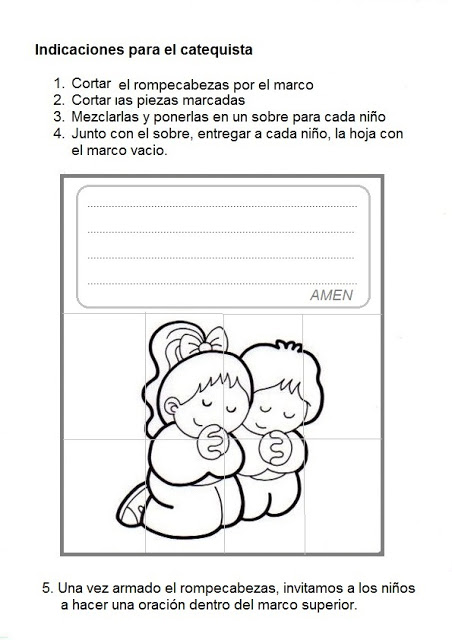 Indicaciones para el catequista
1. Cortar el rompecabezas por el marco
2. Cortar las piezas marcadas
3. Mezclarlas y ponerlas en un sobre para cada niño
4. Junto con el sobre, entregar a cada niño, la hoja con
el marco vacio.
AMEN
5. Una vez armado el rompecabezas, invitamos a los niños
a hacer una oración dentro del marco superior.